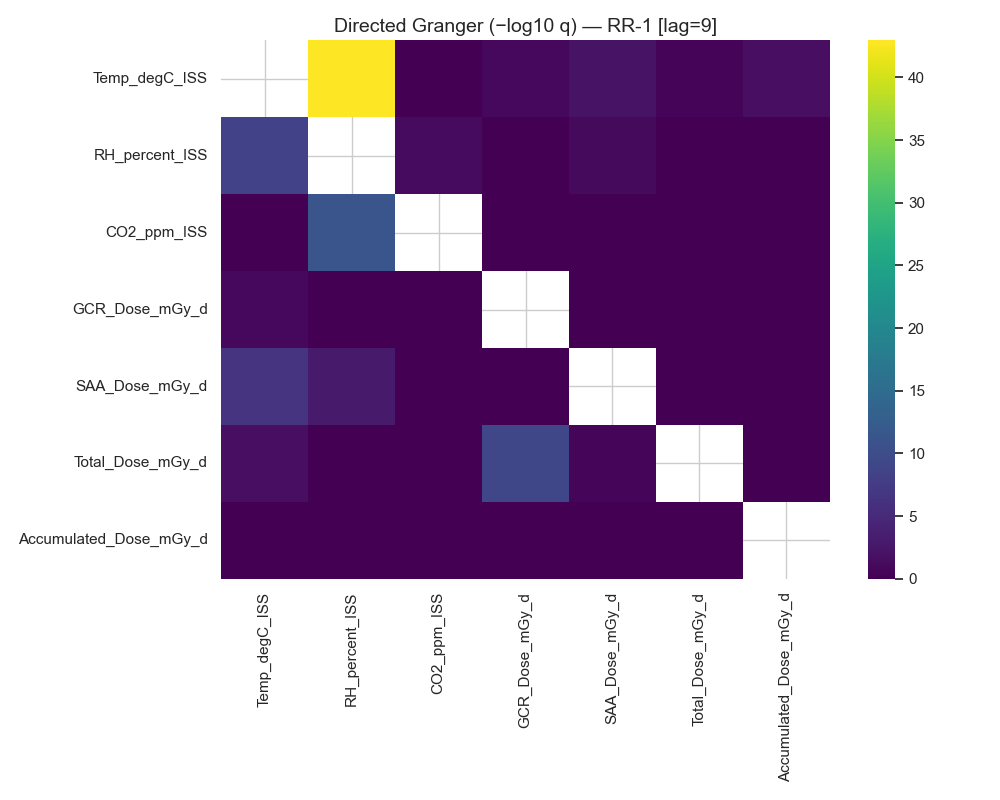 Directed Granger (−log10 q) — RR-1 [lag=9]
Temp_degC_ISS
RH_percent_ISS
CO2_ppm_ISS
GCR_Dose_mGy_d
SAA_Dose_mGy_d
Total_Dose_mGy_d
Accumulated_Dose_mGy_d
Temp_degC_ISS
RH_percent_ISS
CO2_ppm_ISS
GCR_Dose_mGy_d
SAA_Dose_mGy_d
Total_Dose_mGy_d
Accumulated_Dose_mGy_d
40
35
30
25
20
15
10
5
0